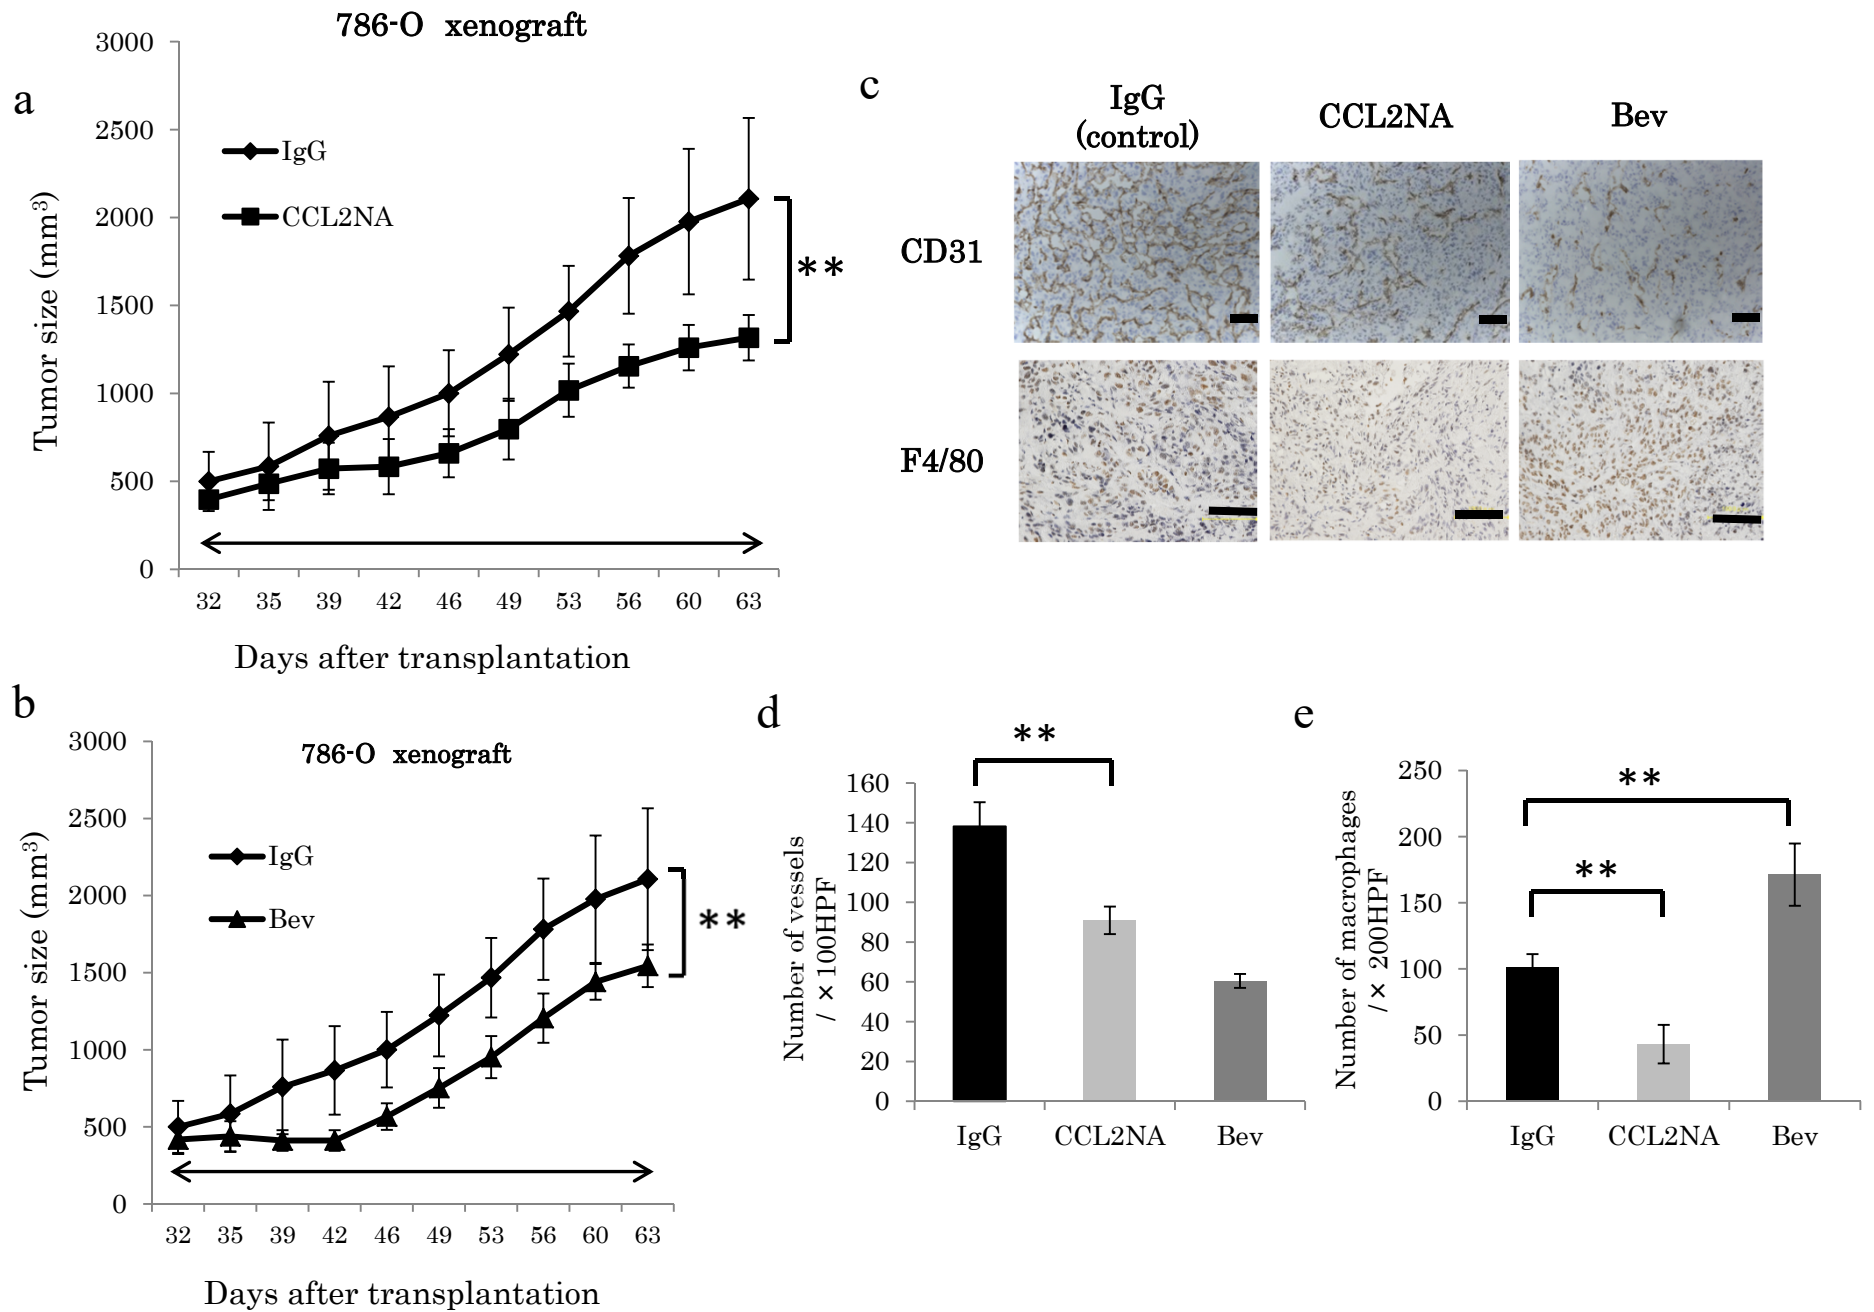 a
786-O xenograft
3000
2500
2000
1500
1000
500
0
Tumor size (mm³)
IgG
CCL2NA
**
32 35 39 42 46 49 53 56 60 63
Days after transplantation
b
786-O xenograft
3000
2500
2000
1500
1000
500
0
Tumor size (mm³)
IgG
Bev
**
32 35 39 42 46 49 53 56 60 63
Days after transplantation
c
IgG
(control)
CCL2NA
Bev
CD31
F4/80
d
**
160
140
120
100
80
60
40
20
0
Number of vessels
/ ×100HPF
IgG CCL2NA Bev
e
**
**
250
200
150
100
50
0
Number of macrophages
/× 200HPF
IgG CCL2NA Bev